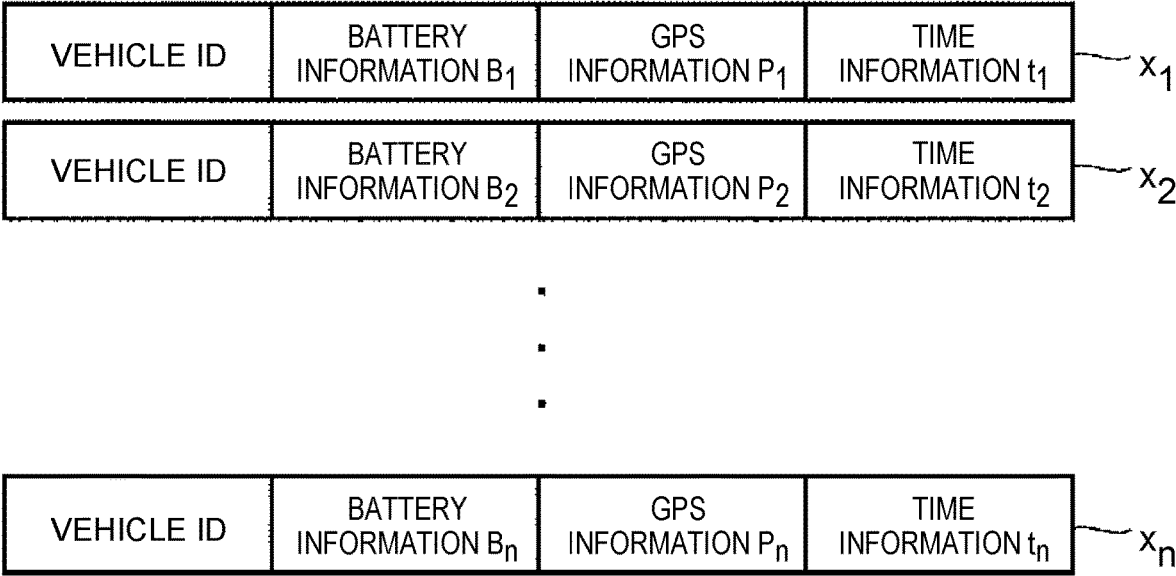 VEHICLE ID
BATTERY
INFORMATION B1
GPS
INFORMATION P1
TIME
INFORMATION t1
x1
VEHICLE ID
BATTERY
INFORMATION B2
GPS
INFORMATION P2
TIME
INFORMATION t2
x2
VEHICLE ID
BATTERY
INFORMATION Bn
GPS
INFORMATION Pn
TIME
INFORMATION tn
xn